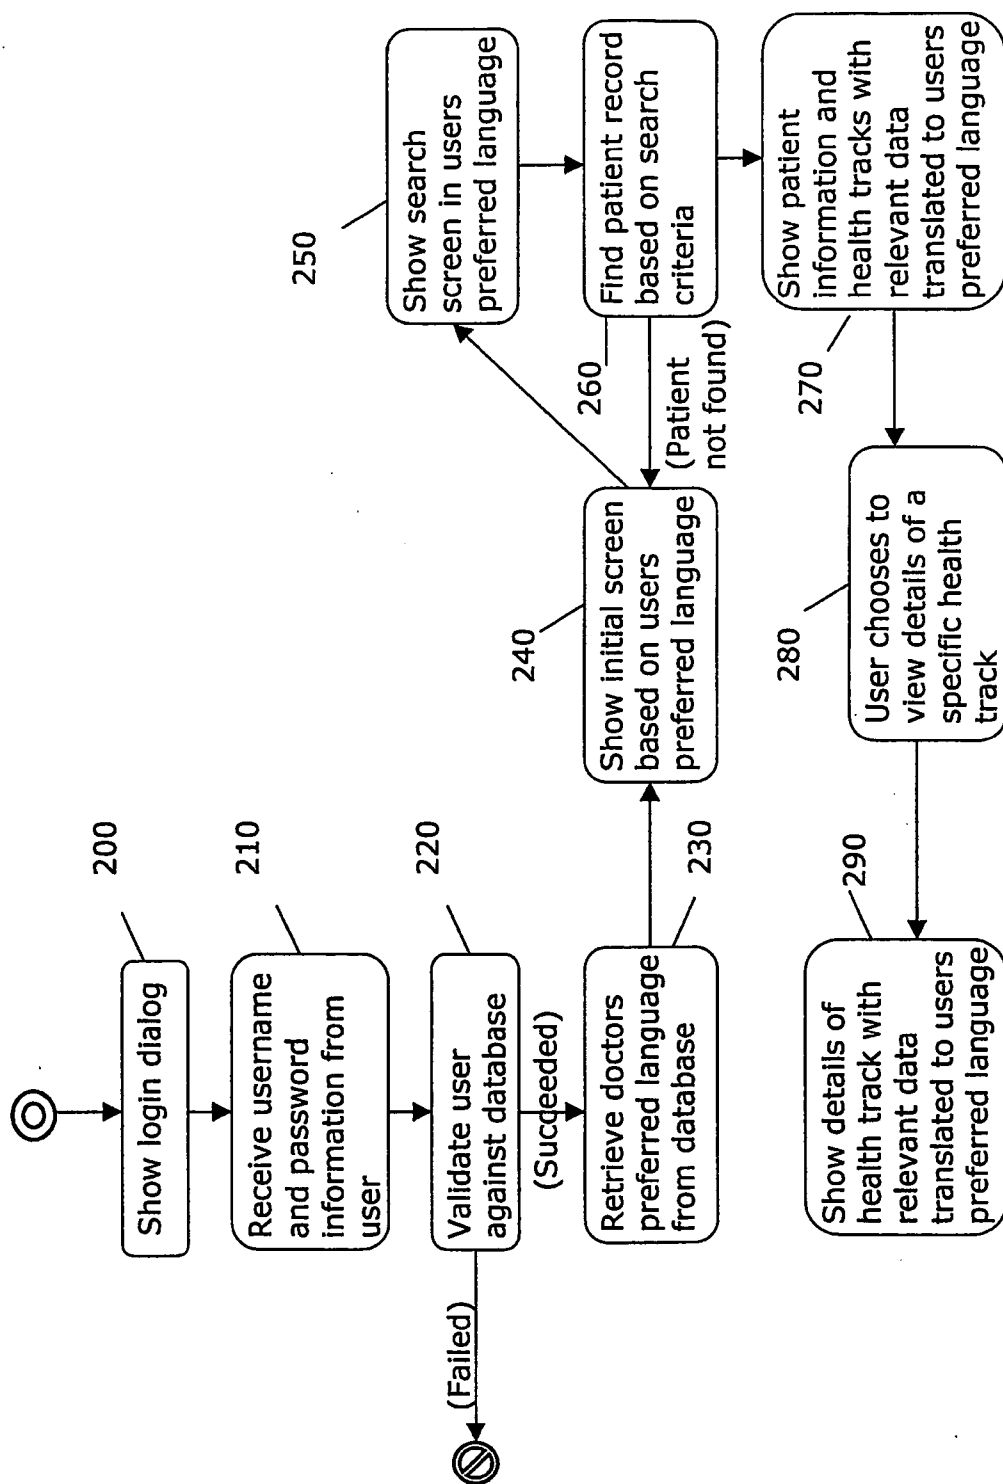 200
Show login dialog
210
Receive username
and password
information from
user
220
Validate user
against database
(Failed)
(Succeeded)
230
Retrieve doctors
preferred language
from database
240
Show initial screen
based on users
preferred language
250
Show search
screen in users
preferred language
260
Find patient record
based on search
criteria
(Patient
not found)
270
Show patient
information and
health tracks with
relevant data
translated to users
preferred language
280
User chooses to
view details of a
specific health
track
290
Show details of
health track with
relevant data
translated to users
preferred language